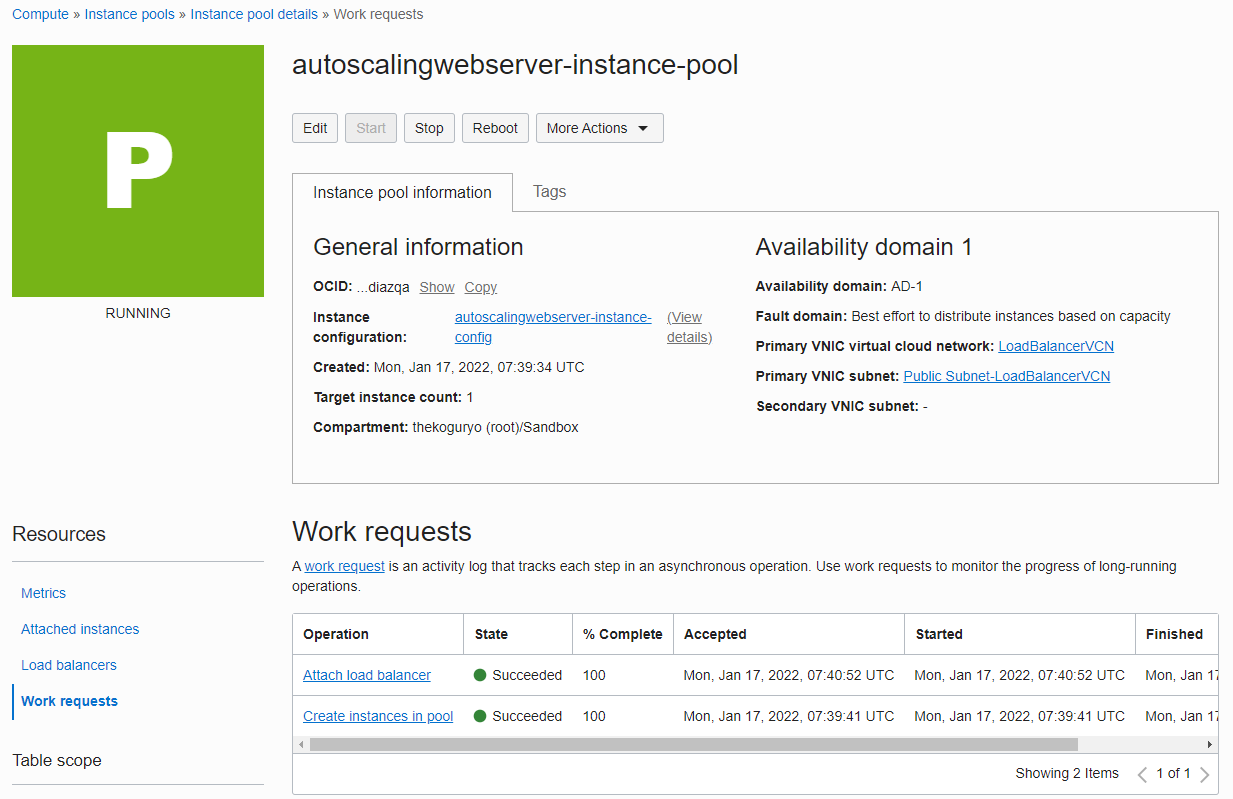 Compute » Instance pools » Instance pool details » Work requests
P
RUNNING
autoscalingwebserver-instance-pool
Edit Start Stop Reboot More Actions
Instance pool information Tags
General information
OCID: ...diazqa Show Copy
Instance configuration: autoscalingwebserver-instance-config (View details)
Created: Mon, Jan 17, 2022, 07:39:34 UTC
Target instance count: 1
Compartment: thekoguryo (root)/Sandbox
Availability domain 1
Availability domain: AD-1
Fault domain: Best effort to distribute instances based on capacity
Primary VNIC virtual cloud network: LoadBalancerVCN
Primary VNIC subnet: Public Subnet-LoadBalancerVCN
Secondary VNIC subnet: -
Resources
Metrics
Attached instances
Load balancers
Work requests
Table scope
Work requests
A work request is an activity log that tracks each step in an asynchronous operation. Use work requests to monitor the progress of long-running
operations.
Operation State % Complete Accepted Started Finished
Attach load balancer Succeeded 100 Mon, Jan 17, 2022, 07:40:52 UTC Mon, Jan 17, 2022, 07:40:52 UTC Mon, Jan 17
Create instances in pool Succeeded 100 Mon, Jan 17, 2022, 07:39:41 UTC Mon, Jan 17, 2022, 07:39:41 UTC Mon, Jan 17
Showing 2 Items 1 of 1